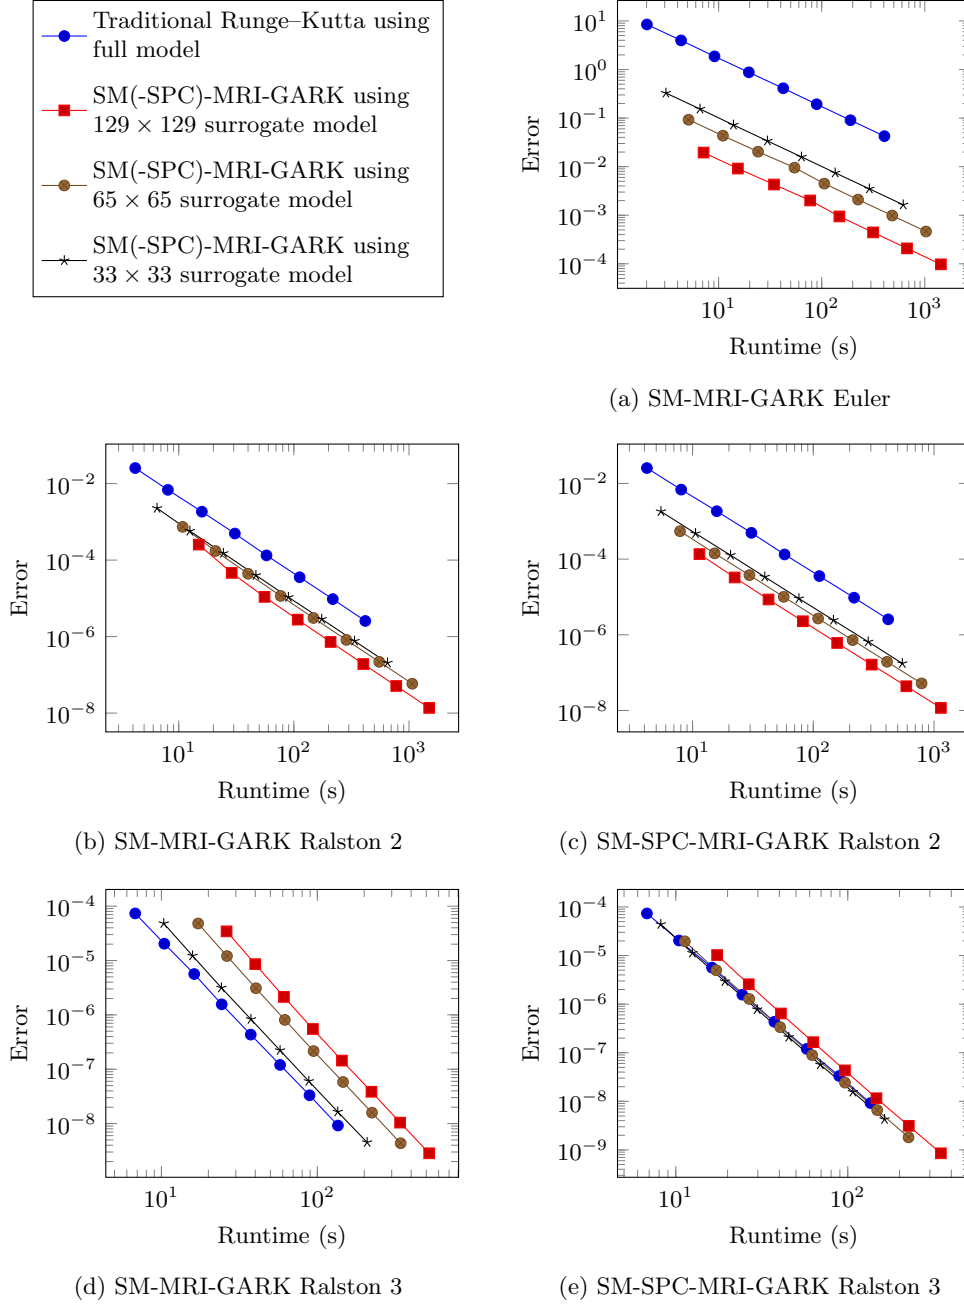 Traditional Runge–Kutta using
full model
SM(-SPC)-MRI-GARK using
129 × 129 surrogate model
SM(-SPC)-MRI-GARK using
65 × 65 surrogate model
SM(-SPC)-MRI-GARK using
33 × 33 surrogate model
10^1
10^0
10^−1
10^−2
10^−3
10^−4
Error
10^1 10^2 10^3
Runtime (s)
(a) SM-MRI-GARK Euler
10^−2
10^−4
10^−6
10^−8
Error
10^1 10^2 10^3
Runtime (s)
(b) SM-MRI-GARK Ralston 2
10^−2
10^−4
10^−6
10^−8
Error
10^1 10^2 10^3
Runtime (s)
(c) SM-SPC-MRI-GARK Ralston 2
10^−4
10^−5
10^−6
10^−7
10^−8
Error
10^1 10^2
Runtime (s)
(d) SM-MRI-GARK Ralston 3
10^−4
10^−5
10^−6
10^−7
10^−8
10^−9
Error
10^1 10^2
Runtime (s)
(e) SM-SPC-MRI-GARK Ralston 3